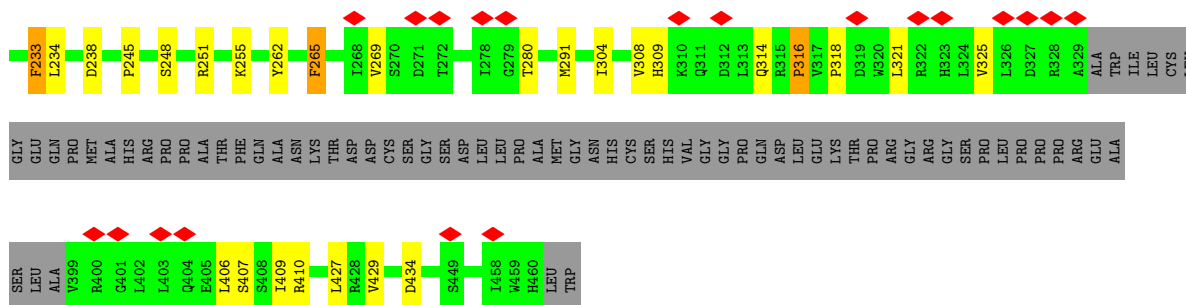 F233 L234 D238 P245 S248 R251 K255 Y262 F265 I268 V269 S270 D271 T272 I278 G279 T280 M291 I304 V308 H309 K310 Q311 D312 L313 Q314 R315 P316 V317 P318 D319 W320 L321 R322 H323 L324 V325 L326 D327 R328 A329 ALA TRP ILE LEU CYS
GLY GLU GLN PRO MET ALA HIS ARG PRO PRO ALA THR PHE GLN ALA ASN LYS THR ASP ASP CYS SER GLY SER ASP LEU LEU PRO ALA MET GLY ASN HIS CYS SER HIS VAL GLY GLY PRO GLN ASP LEU GLU LYS THR PRO ARG GLY ARG GLY SER PRO LEU PRO PRO PRO ARG GLU ALA
SER LEU ALA V399 R400 G401 L402 L403 Q404 E405 L406 S407 S408 I409 R410 L427 R428 V429 D434 S449 I458 W459 H460 LEU TRP